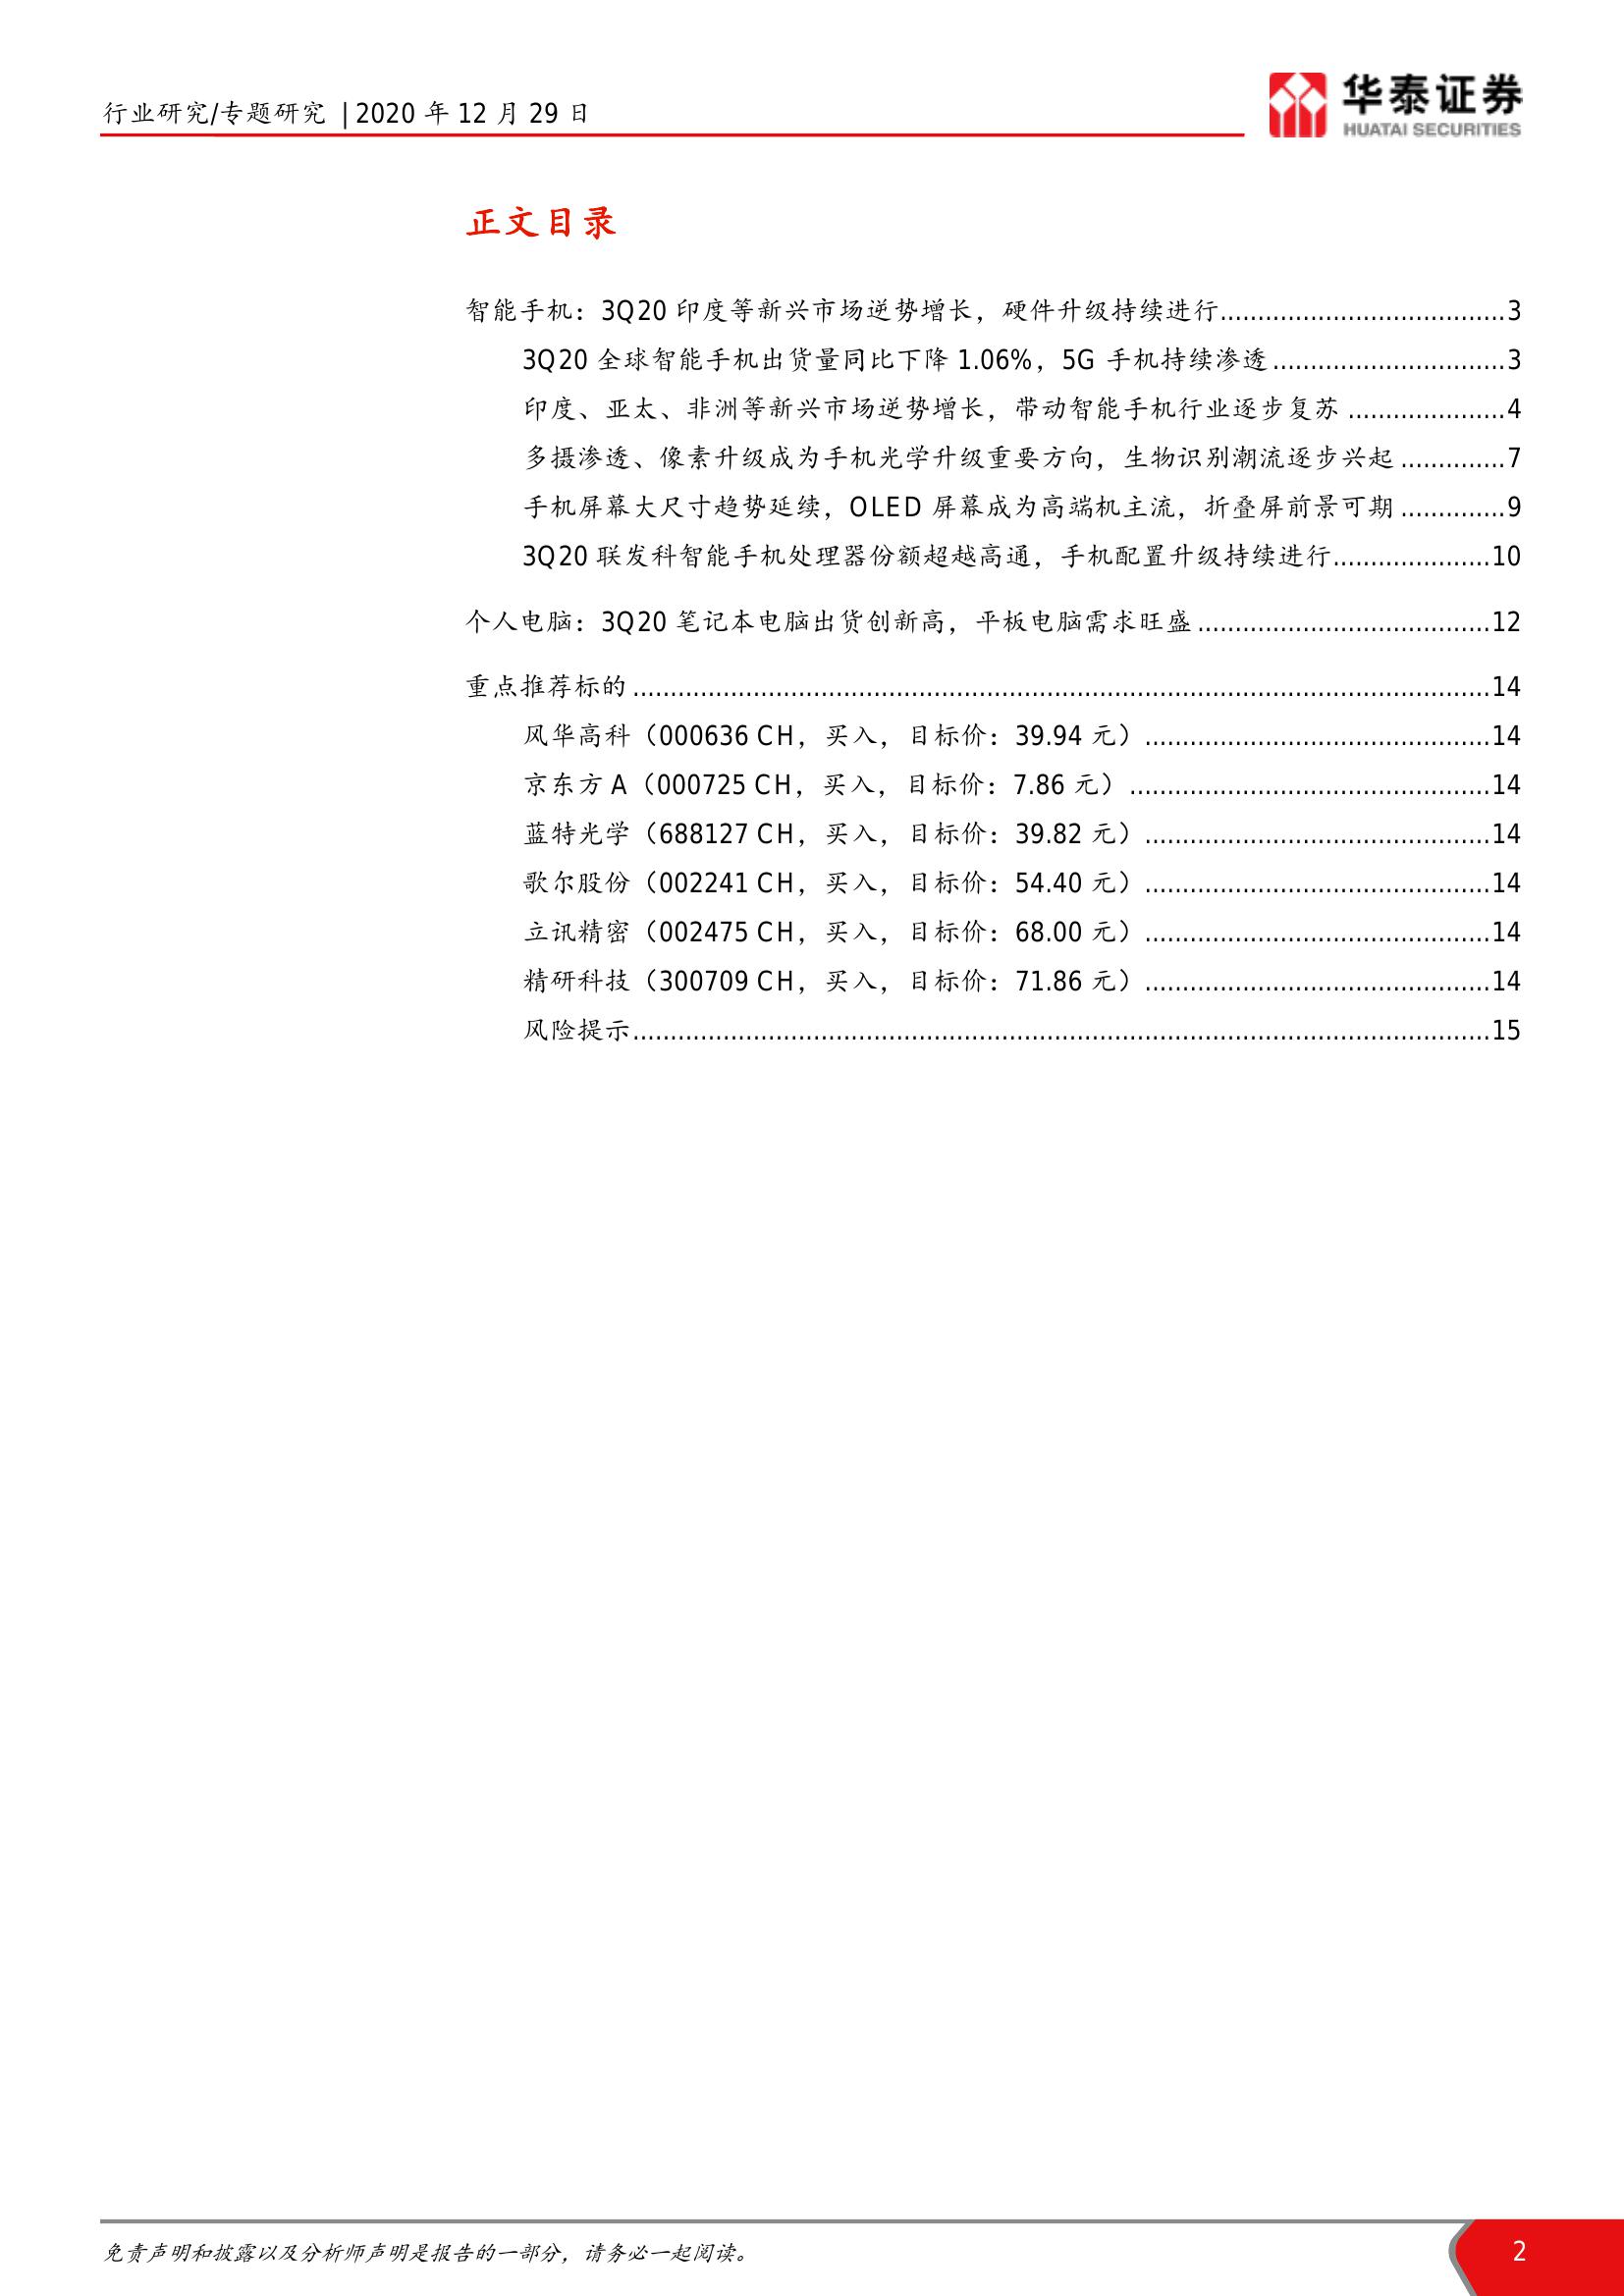 行业研究/专题研究 | 2020 年 12 月 29 日
华泰证券
HUATAI SECURITIES
正文目录
智能手机：3Q20 印度等新兴市场逆势增长，硬件升级持续进行......................................3
3Q20 全球智能手机出货量同比下降 1.06%，5G 手机持续渗透...............................3
印度、亚太、非洲等新兴市场逆势增长，带动智能手机行业逐步复苏.....................4
多摄渗透、像素升级成为手机光学升级重要方向，生物识别潮流逐步兴起..............7
手机屏幕大尺寸趋势延续，OLED 屏幕成为高端机主流，折叠屏前景可期..............9
3Q20 联发科智能手机处理器份额超越高通，手机配置升级持续进行.....................10
个人电脑：3Q20 笔记本电脑出货创新高，平板电脑需求旺盛.......................................12
重点推荐标的...................................................................................................................14
风华高科（000636 CH，买入，目标价：39.94 元）..............................................14
京东方 A（000725 CH，买入，目标价：7.86 元）................................................14
蓝特光学（688127 CH，买入，目标价：39.82 元）..............................................14
歌尔股份（002241 CH，买入，目标价：54.40 元）..............................................14
立讯精密（002475 CH，买入，目标价：68.00 元）..............................................14
精研科技（300709 CH，买入，目标价：71.86 元）..............................................14
风险提示...................................................................................................................15
免责声明和披露以及分析师声明是报告的一部分，请务必一起阅读。
2